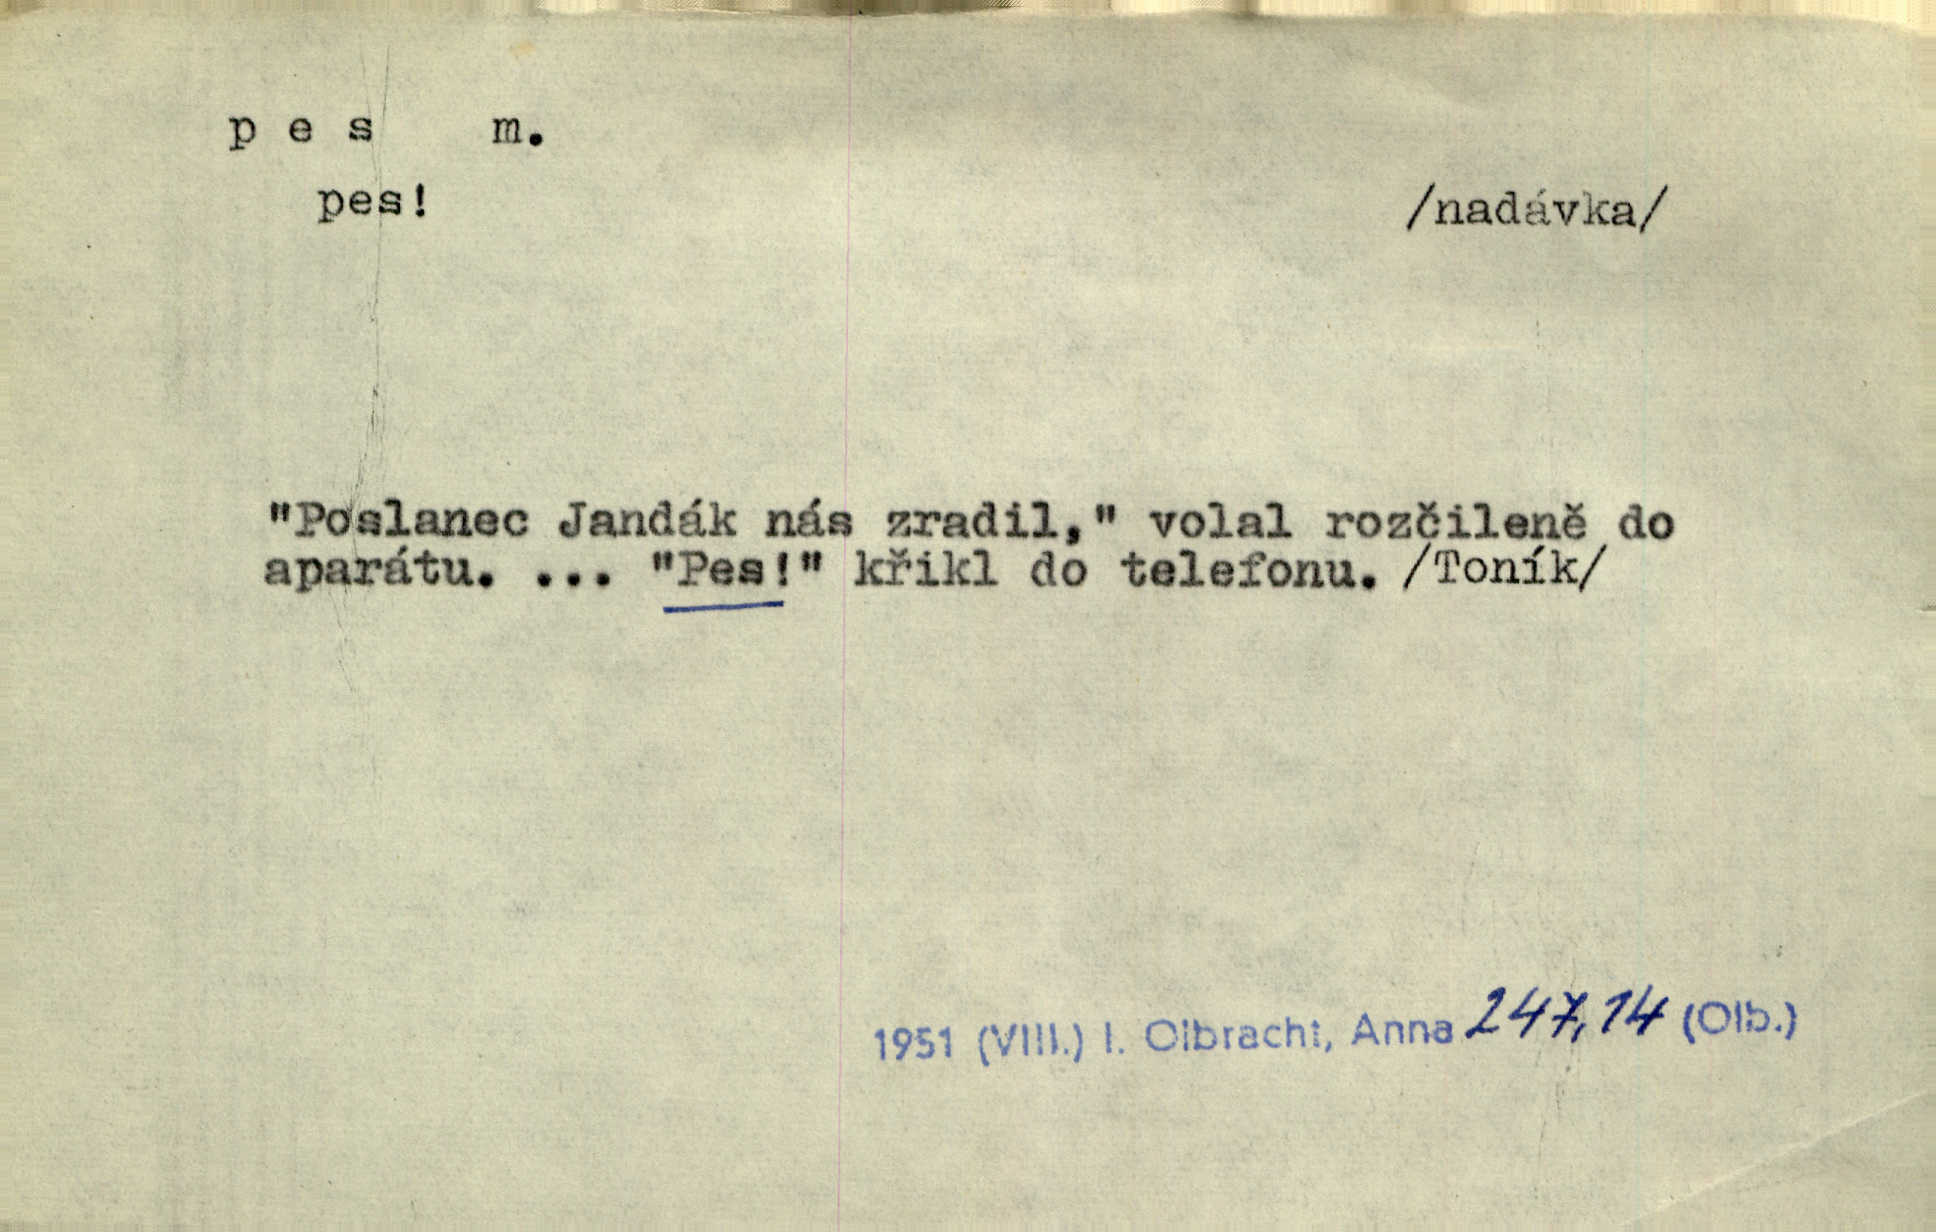 p e s    m.
pes!    /nadávka/
"Poslanec Jandák nás zradil," volal rozčileně do
aparátu. ... "Pes!" křikl do telefonu. /Toník/
1951 (VIII.) I. Olbracht, Anna 247,14 (Olb.)